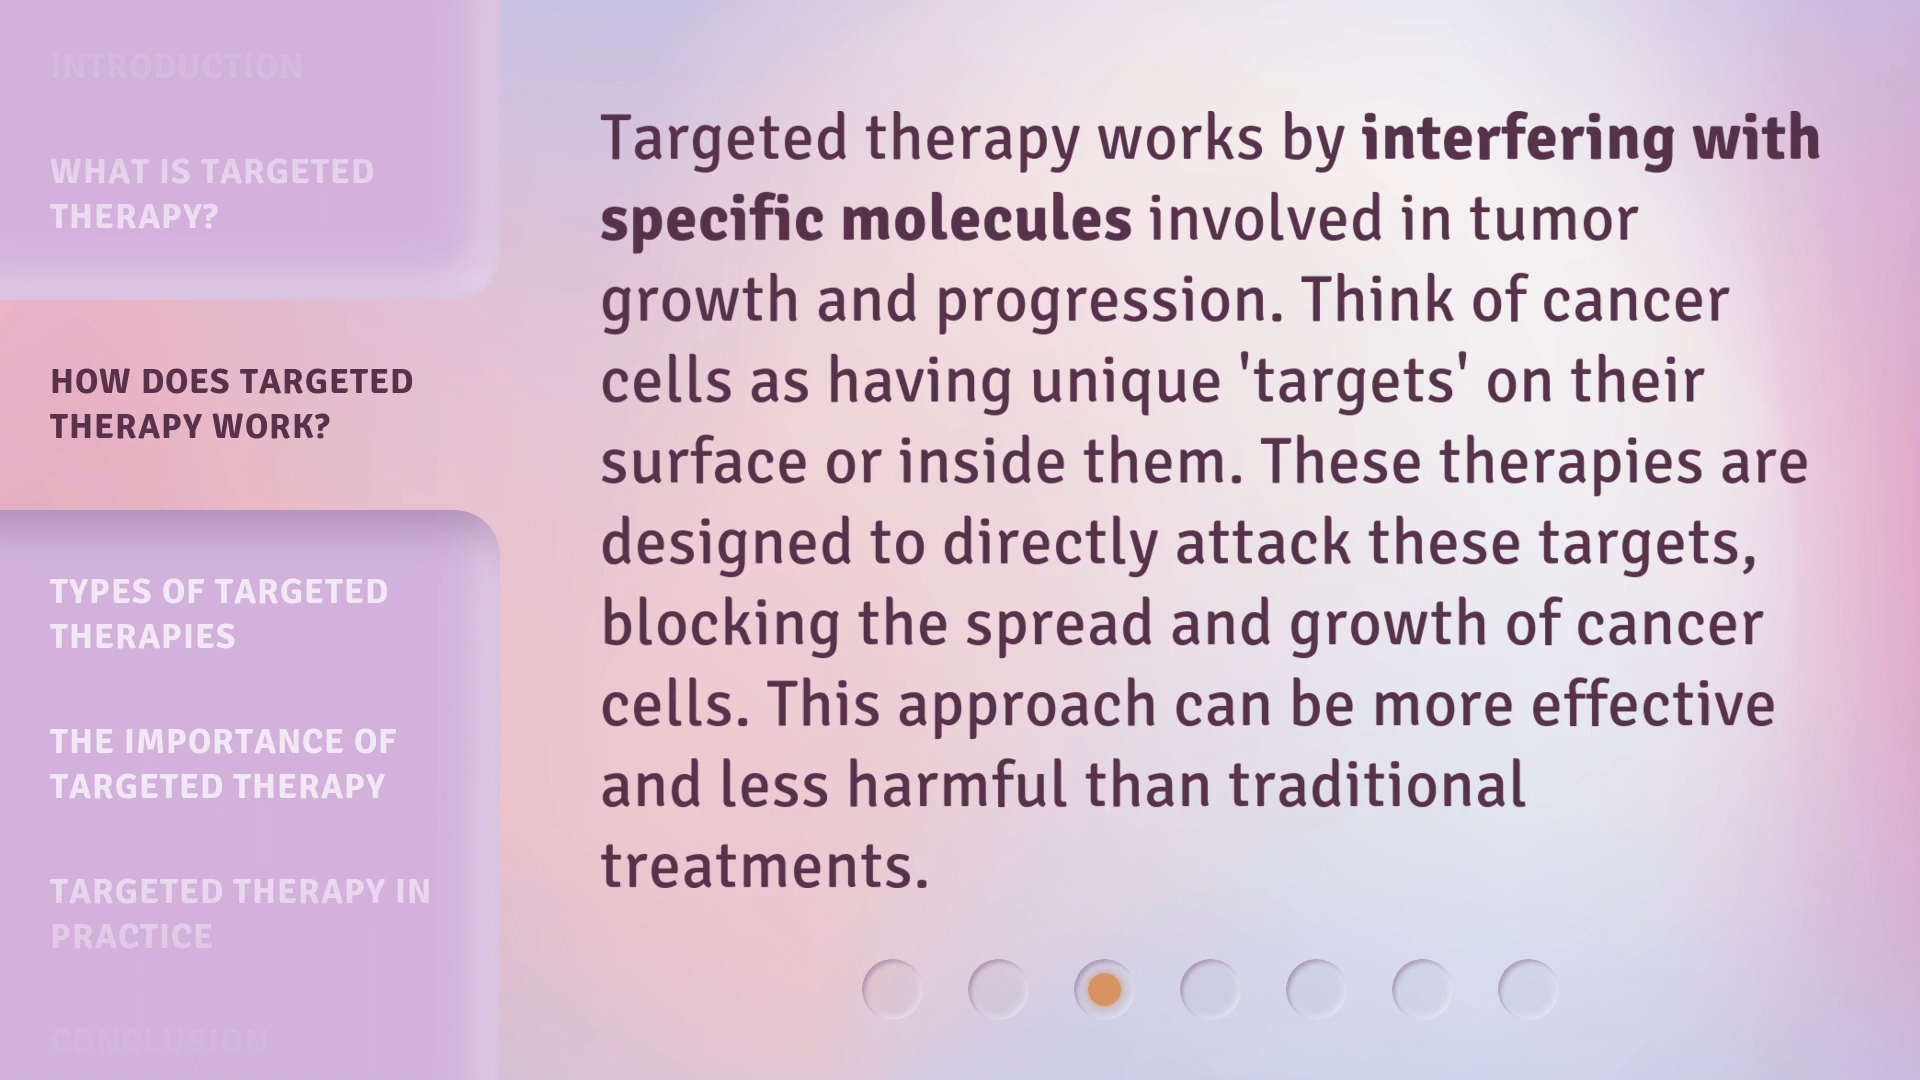 INTRODUCTION
WHAT IS TARGETED
THERAPY?
HOW DOES TARGETED
THERAPY WORK?
TYPES OF TARGETED
THERAPIES
THE IMPORTANCE OF
TARGETED THERAPY
TARGETED THERAPY IN
PRACTICE
CONCLUSION
Targeted therapy works by interfering with
specific molecules involved in tumor
growth and progression. Think of cancer
cells as having unique 'targets' on their
surface or inside them. These therapies are
designed to directly attack these targets,
blocking the spread and growth of cancer
cells. This approach can be more effective
and less harmful than traditional
treatments.